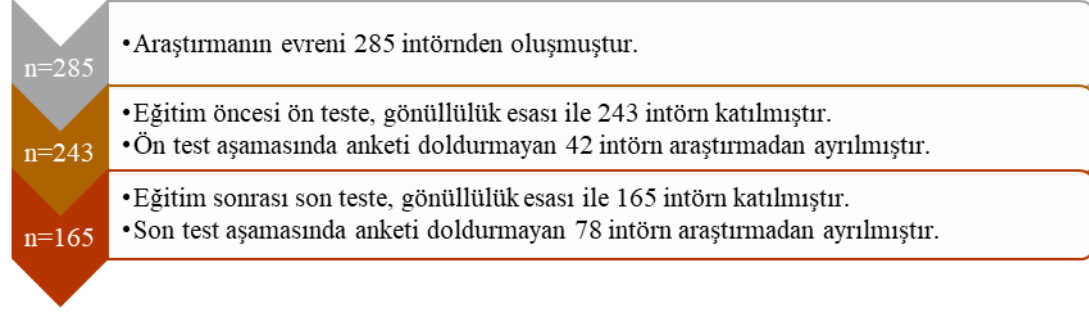 n=285
•Araştırmanın evreni 285 intörnden oluşmuştur.
n=243
•Eğitim öncesi ön teste, gönüllülük esası ile 243 intörn katılmıştır.
•Ön test aşamasında anketi doldurmayan 42 intörn araştırmadan ayrılmıştır.
n=165
•Eğitim sonrası son teste, gönüllülük esası ile 165 intörn katılmıştır.
•Son test aşamasında anketi doldurmayan 78 intörn araştırmadan ayrılmıştır.